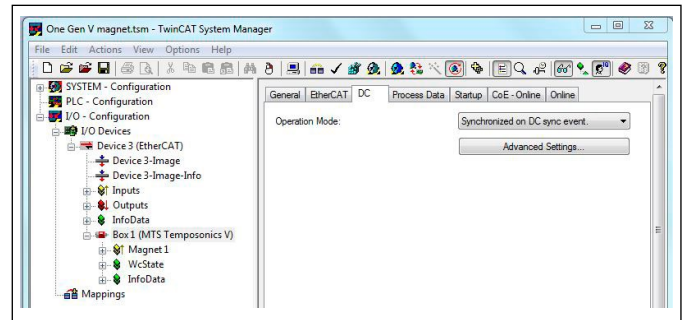 One Gen V magnet.tsm - TwinCAT System Manager
File Edit Actions View Options Help
SYSTEM - Configuration
PLC - Configuration
I/O - Configuration
I/O Devices
Device 3 (EtherCAT)
Device 3-Image
Device 3-Image-Info
Inputs
Outputs
InfoData
Box 1 (MTS Temposonics V)
Magnet 1
WcState
InfoData
Mappings
General EtherCAT DC Process Data Startup CoE - Online Online
Operation Mode: Synchronized on DC sync event.
Advanced Settings...